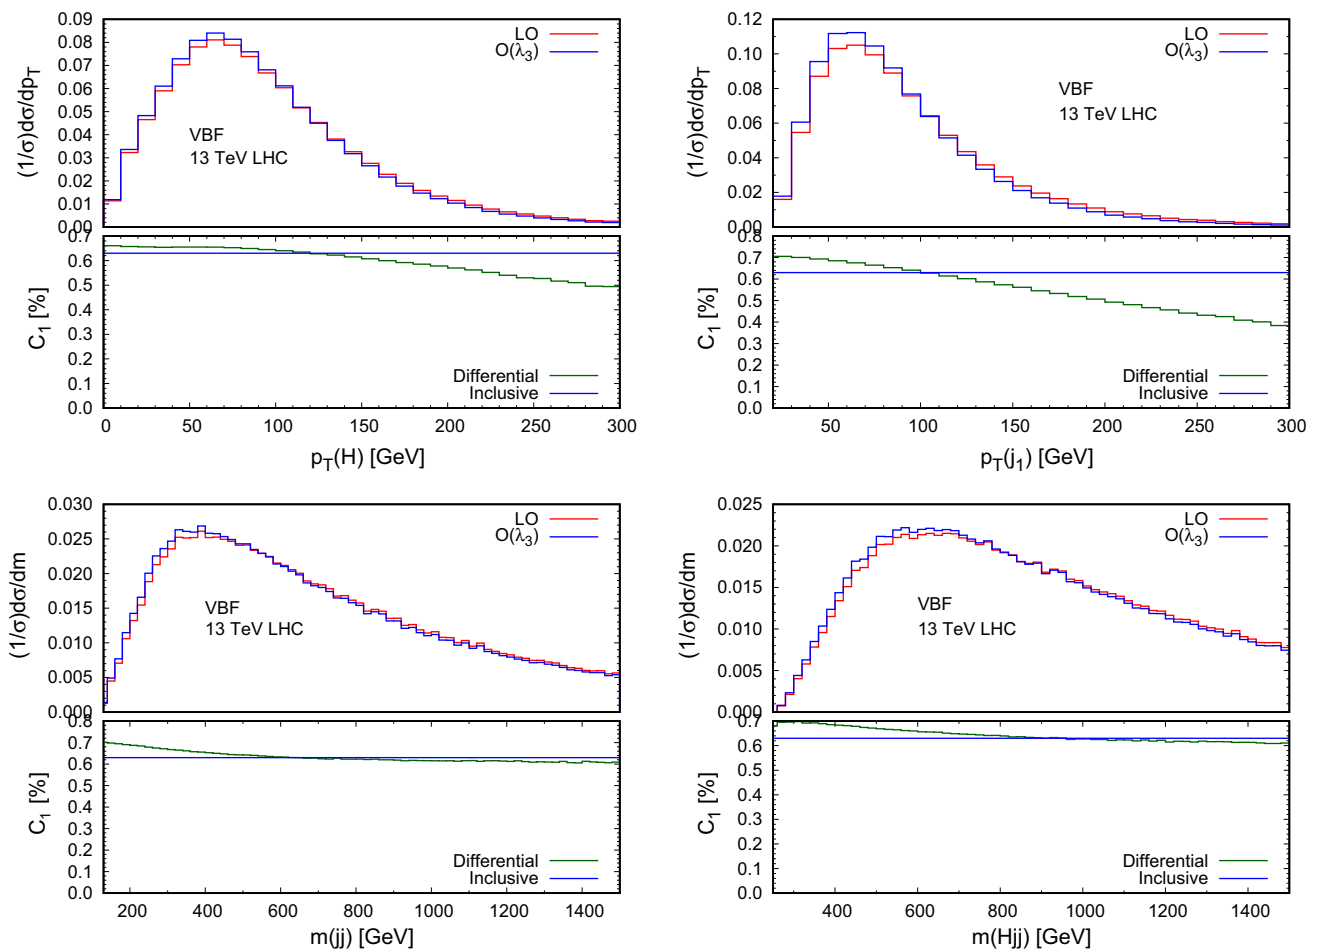 (1/σ)dσ/dp_T
0.09
0.08
0.07
0.06
0.05
0.04
0.03
0.02
0.01
0.00
LO
O(λ₃)
VBF
13 TeV LHC
C₁ [%]
0.7
0.6
0.5
0.4
0.3
0.2
0.1
0.0
Differential
Inclusive
0 50 100 150 200 250 300
p_T(H) [GeV]
(1/σ)dσ/dp_T
0.12
0.10
0.08
0.06
0.04
0.02
0.00
LO
O(λ₃)
VBF
13 TeV LHC
C₁ [%]
0.8
0.7
0.6
0.5
0.4
0.3
0.2
0.1
0.0
Differential
Inclusive
50 100 150 200 250 300
p_T(j₁) [GeV]
(1/σ)dσ/dm
0.030
0.025
0.020
0.015
0.010
0.005
0.000
LO
O(λ₃)
VBF
13 TeV LHC
C₁ [%]
0.8
0.7
0.6
0.5
0.4
0.3
0.2
0.1
0.0
Differential
Inclusive
200 400 600 800 1000 1200 1400
m(jj) [GeV]
(1/σ)dσ/dm
0.025
0.020
0.015
0.010
0.005
0.000
LO
O(λ₃)
VBF
13 TeV LHC
C₁ [%]
0.7
0.6
0.5
0.4
0.3
0.2
0.1
0.0
Differential
Inclusive
400 600 800 1000 1200 1400
m(Hjj) [GeV]